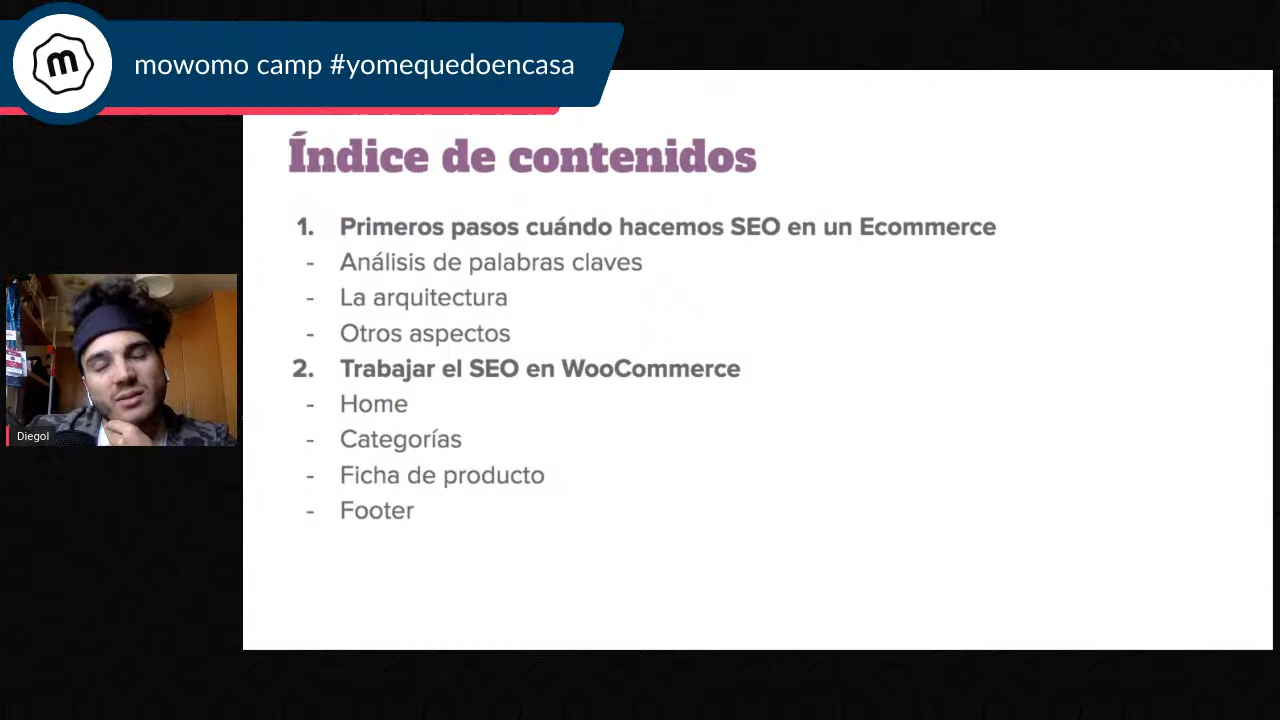 m
mowomo camp #yomequedoencasa
Índice de contenidos
1. Primeros pasos cuándo hacemos SEO en un Ecommerce
- Análisis de palabras claves
- La arquitectura
- Otros aspectos
2. Trabajar el SEO en WooCommerce
- Home
- Categorías
- Ficha de producto
- Footer
Diegol